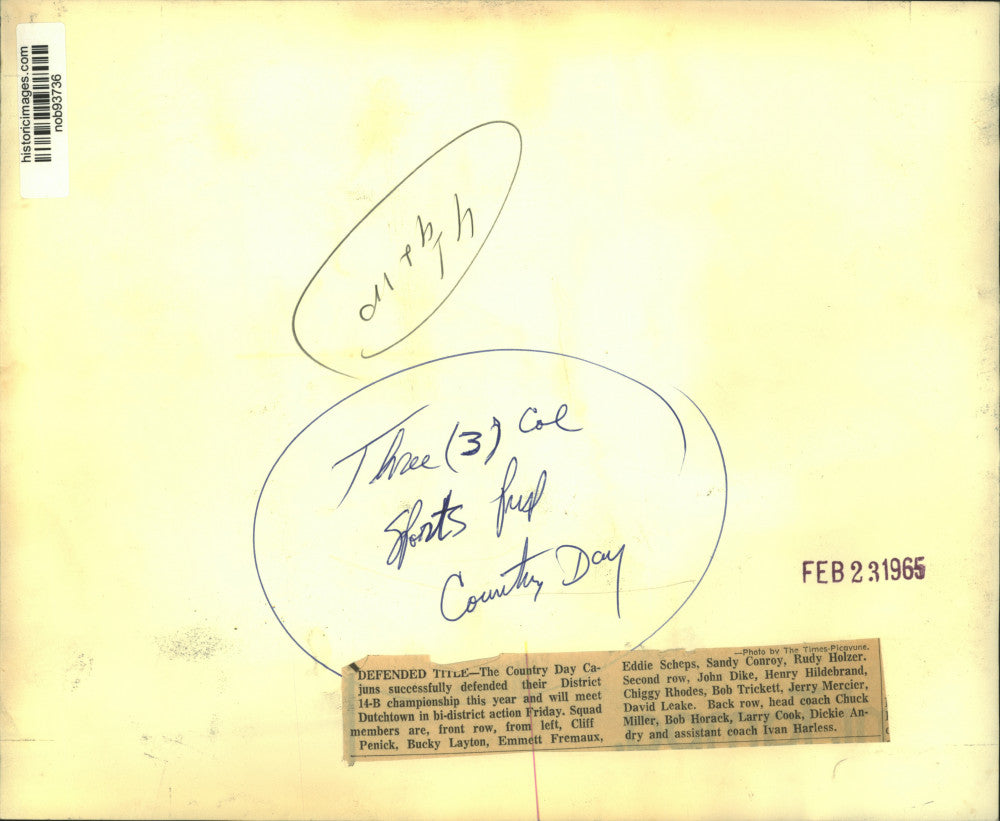 historicimages.com
nob93736
Three (3) Col
Sports
Country Day
FEB 23 1965
—Photo by The Times-Picayune.
DEFENDED TITLE—The Country Day Ca-
juns successfully defended their District
14-B championship this year and will meet
Dutchtown in bi-district action Friday. Squad
members are, front row, from left, Cliff
Penick, Bucky Layton, Emmett Fremaux,
Eddie Scheps, Sandy Conroy, Rudy Holzer.
Second row, John Dike, Henry Hildebrand,
Chiggy Rhodes, Bob Trickett, Jerry Mercier,
David Leake. Back row, head coach Chuck
Miller, Bob Horack, Larry Cook, Dickie An-
dry and assistant coach Ivan Harless.